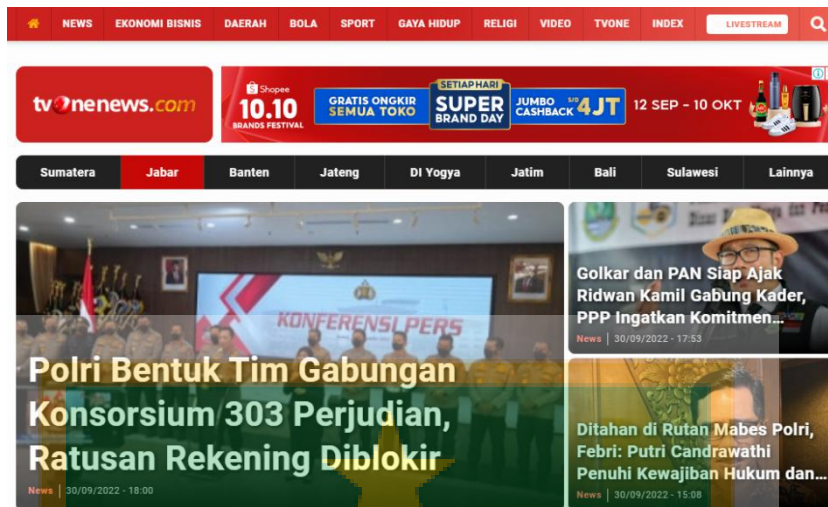 NEWS EKONOMI BISNIS DAERAH BOLA SPORT GAYA HIDUP RELIGI VIDEO TVONE INDEX LIVESTREAM
tvOnenews.com
Shopee
10.10
BRANDS FESTIVAL
GRATIS ONGKIR
SEMUA TOKO
SETIAP HARI
SUPER
BRAND DAY
JUMBO
CASHBACK
S/D
4JT
12 SEP - 10 OKT
Sumatera Jabar Banten Jateng DI Yogya Jatim Bali Sulawesi Lainnya
KONFERENSI PERS
Polri Bentuk Tim Gabungan
Konsorsium 303 Perjudian,
Ratusan Rekening Diblokir
News | 30/09/2022 - 18:00
Golkar dan PAN Siap Ajak
Ridwan Kamil Gabung Kader,
PPP Ingatkan Komitmen...
News | 30/09/2022 - 17:53
Ditahan di Rutan Mabes Polri,
Febri: Putri Candrawathi
Penuhi Kewajiban Hukum dan...
News | 30/09/2022 - 15:08